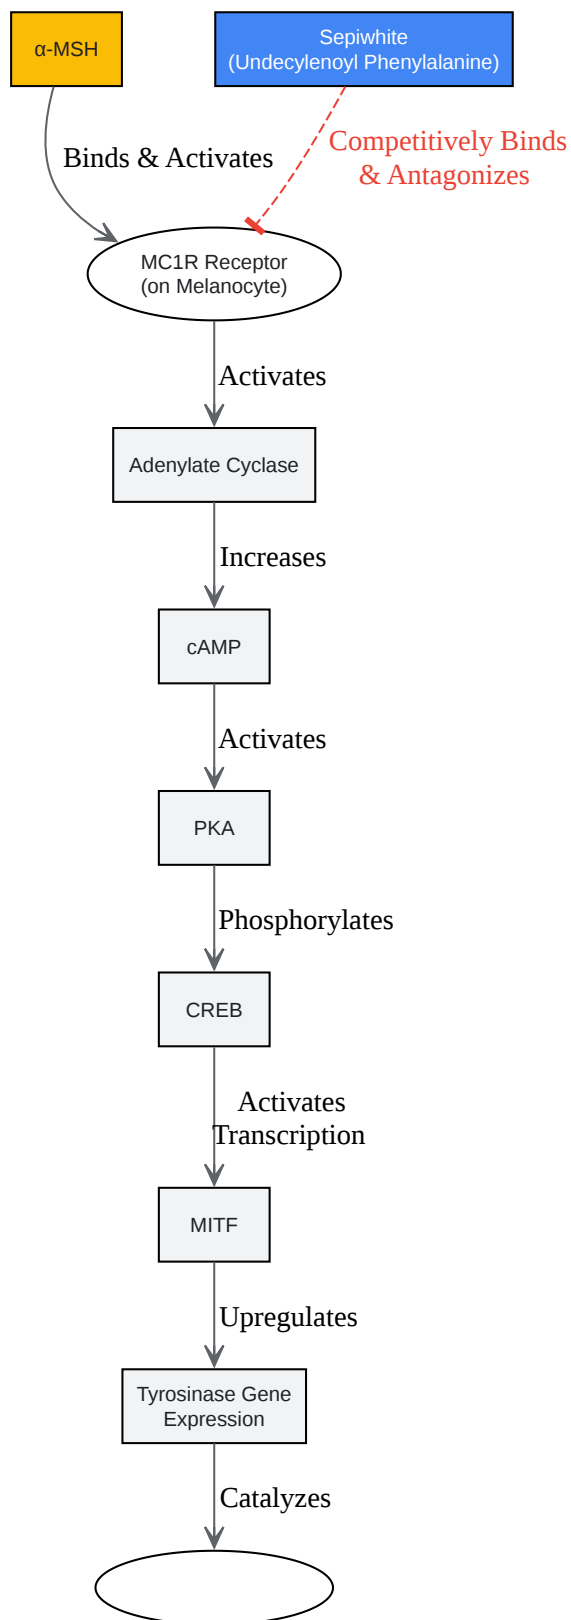 α-MSH
Sepiwhite
(Undecylenoyl Phenylalanine)
Binds & Activates
Competitively Binds
& Antagonizes
MC1R Receptor
(on Melanocyte)
Activates
Adenylate Cyclase
Increases
cAMP
Activates
PKA
Phosphorylates
CREB
Activates
Transcription
MITF
Upregulates
Tyrosinase Gene
Expression
Catalyzes